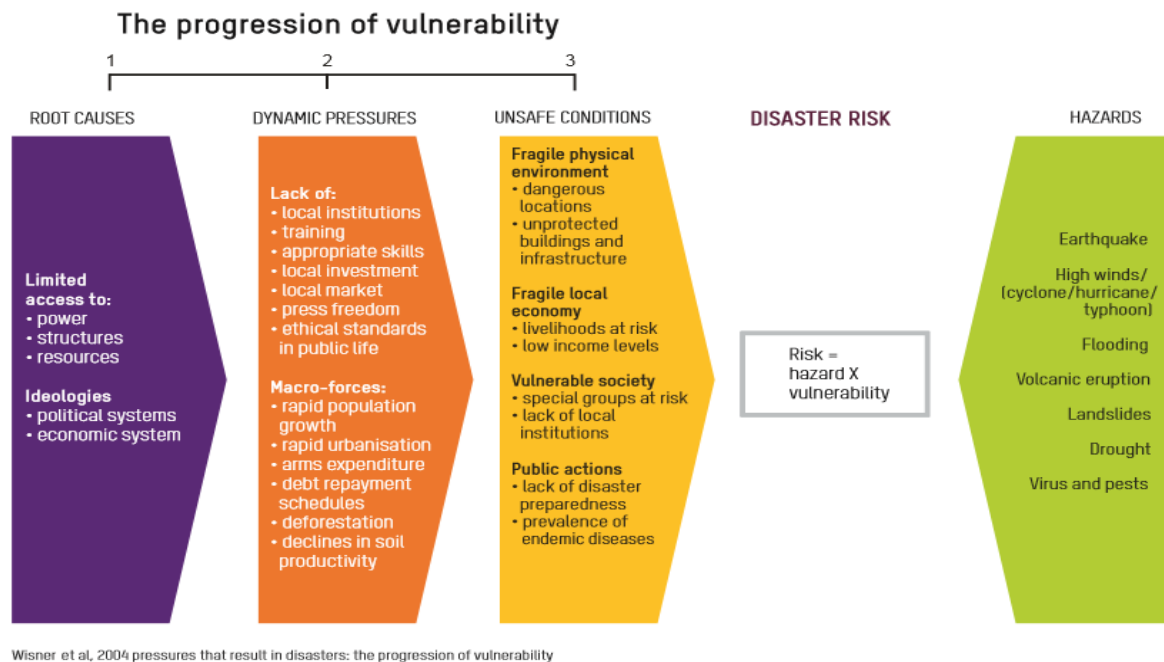 The progression of vulnerability
1
2
3
ROOT CAUSES
DYNAMIC PRESSURES
UNSAFE CONDITIONS
DISASTER RISK
HAZARDS
Limited
access to:
• power
• structures
• resources
Ideologies
• political systems
• economic system
Lack of:
• local institutions
• training
• appropriate skills
• local investment
• local market
• press freedom
• ethical standards
in public life
Macro-forces:
• rapid population
growth
• rapid urbanisation
• arms expenditure
• debt repayment
schedules
• deforestation
• declines in soil
productivity
Fragile physical
environment
• dangerous
locations
• unprotected
buildings and
infrastructure
Fragile local
economy
• livelihoods at risk
• low income levels
Vulnerable society
• special groups at risk
• lack of local
institutions
Public actions
• lack of disaster
preparedness
• prevalence of
endemic diseases
Risk =
hazard X
vulnerability
Earthquake
High winds/
(cyclone/hurricane/
typhoon)
Flooding
Volcanic eruption
Landslides
Drought
Virus and pests
Wisner et al, 2004 pressures that result in disasters: the progression of vulnerability